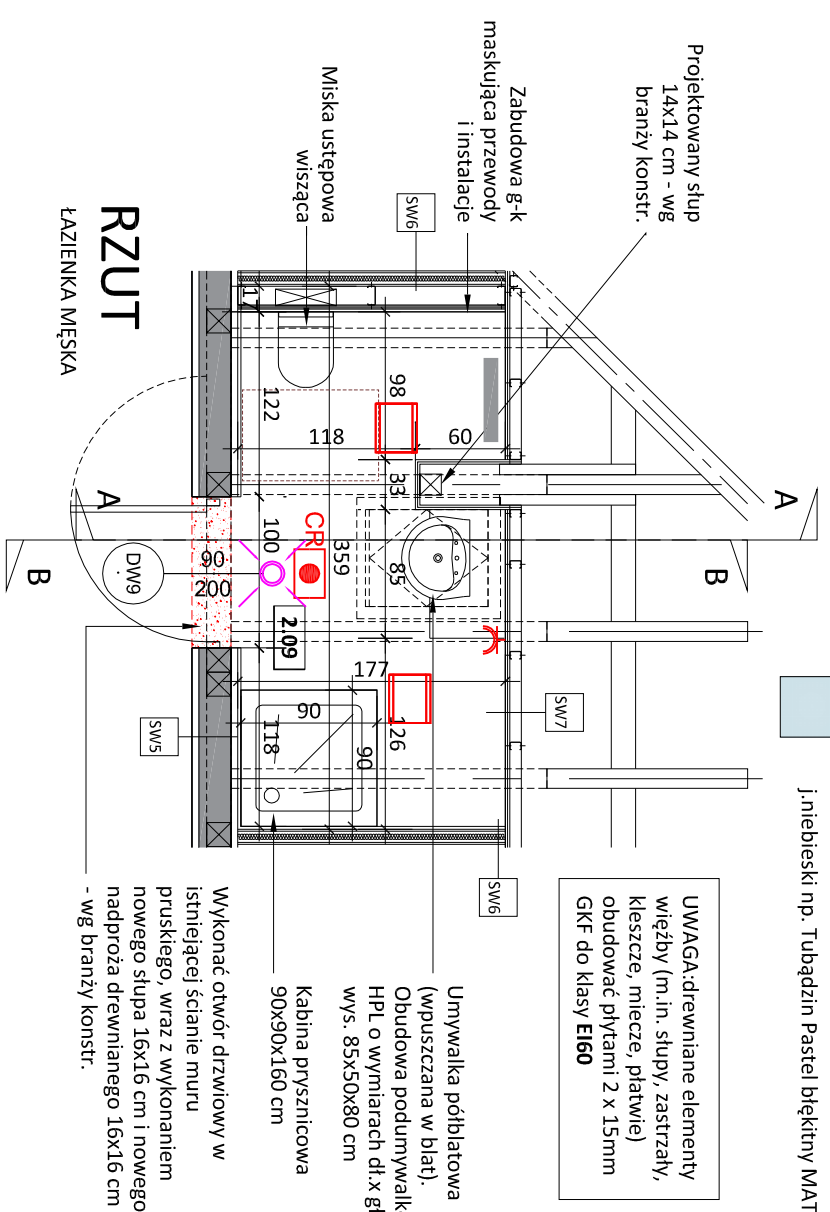 Projektowany słup
14x14 cm - wg
branży konstr.
Zabudowa g-k
maskująca przewody
i instalacje
Miska ustępowa
wisząca
SW6
RZUT
ŁAZIENKA MĘSKA
A
A
B
B
98
122
118
60
33
100
CR
359
85
90
200
DW9
2.09
177
90
118
90
126
SW5
SW7
SW6
j.niebieski np. Tubądzin Pastel błękitny MAT
UWAGA:drewniane elementy
więźby (m.in. słupy, zastrzały,
kleszcze, miecze, płatwie)
obudować płytami 2 x 15mm
GKF do klasy EI60
Umywalka półblatowa
(wpuszczana w blat).
Obudowa podumywalk
HPL o wymiarach dł.x gł
wys. 85x50x80 cm
Kabina prysznicowa
90x90x160 cm
Wykonać otwór drzwiowy w
istniejącej ścianie muru
pruskiego, wraz z wykonaniem
nowego słupa 16x16 cm i nowego
nadproża drewnianego 16x16 cm
- wg branży konstr.